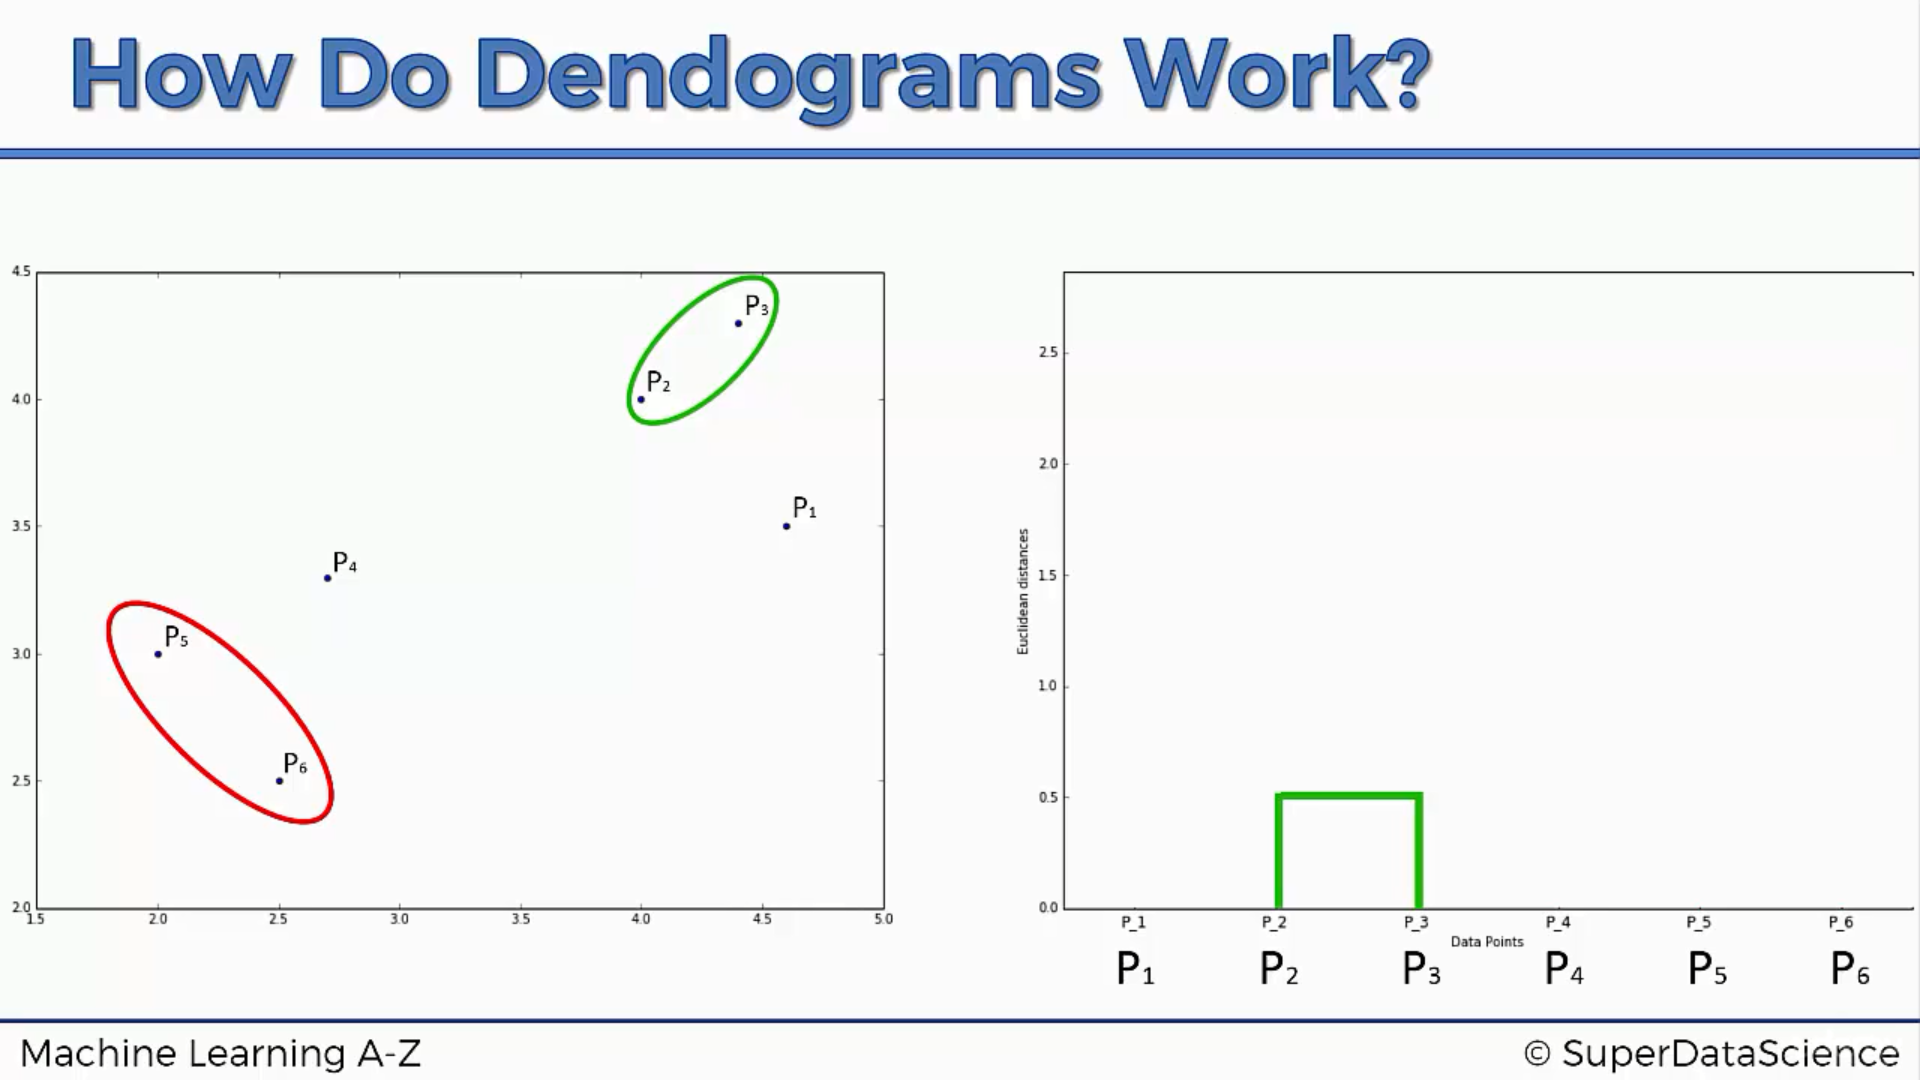 How Do Dendograms Work?
4.5
4.0
3.5
3.0
2.5
2.0
1.5 2.0 2.5 3.0 3.5 4.0 4.5 5.0
P3
P2
P1
P4
P5
P6
Euclidean distances
2.5
2.0
1.5
1.0
0.5
0.0
P_1 P_2 P_3 P_4 P_5 P_6
Data Points
P1 P2 P3 P4 P5 P6
Machine Learning A-Z
© SuperDataScience